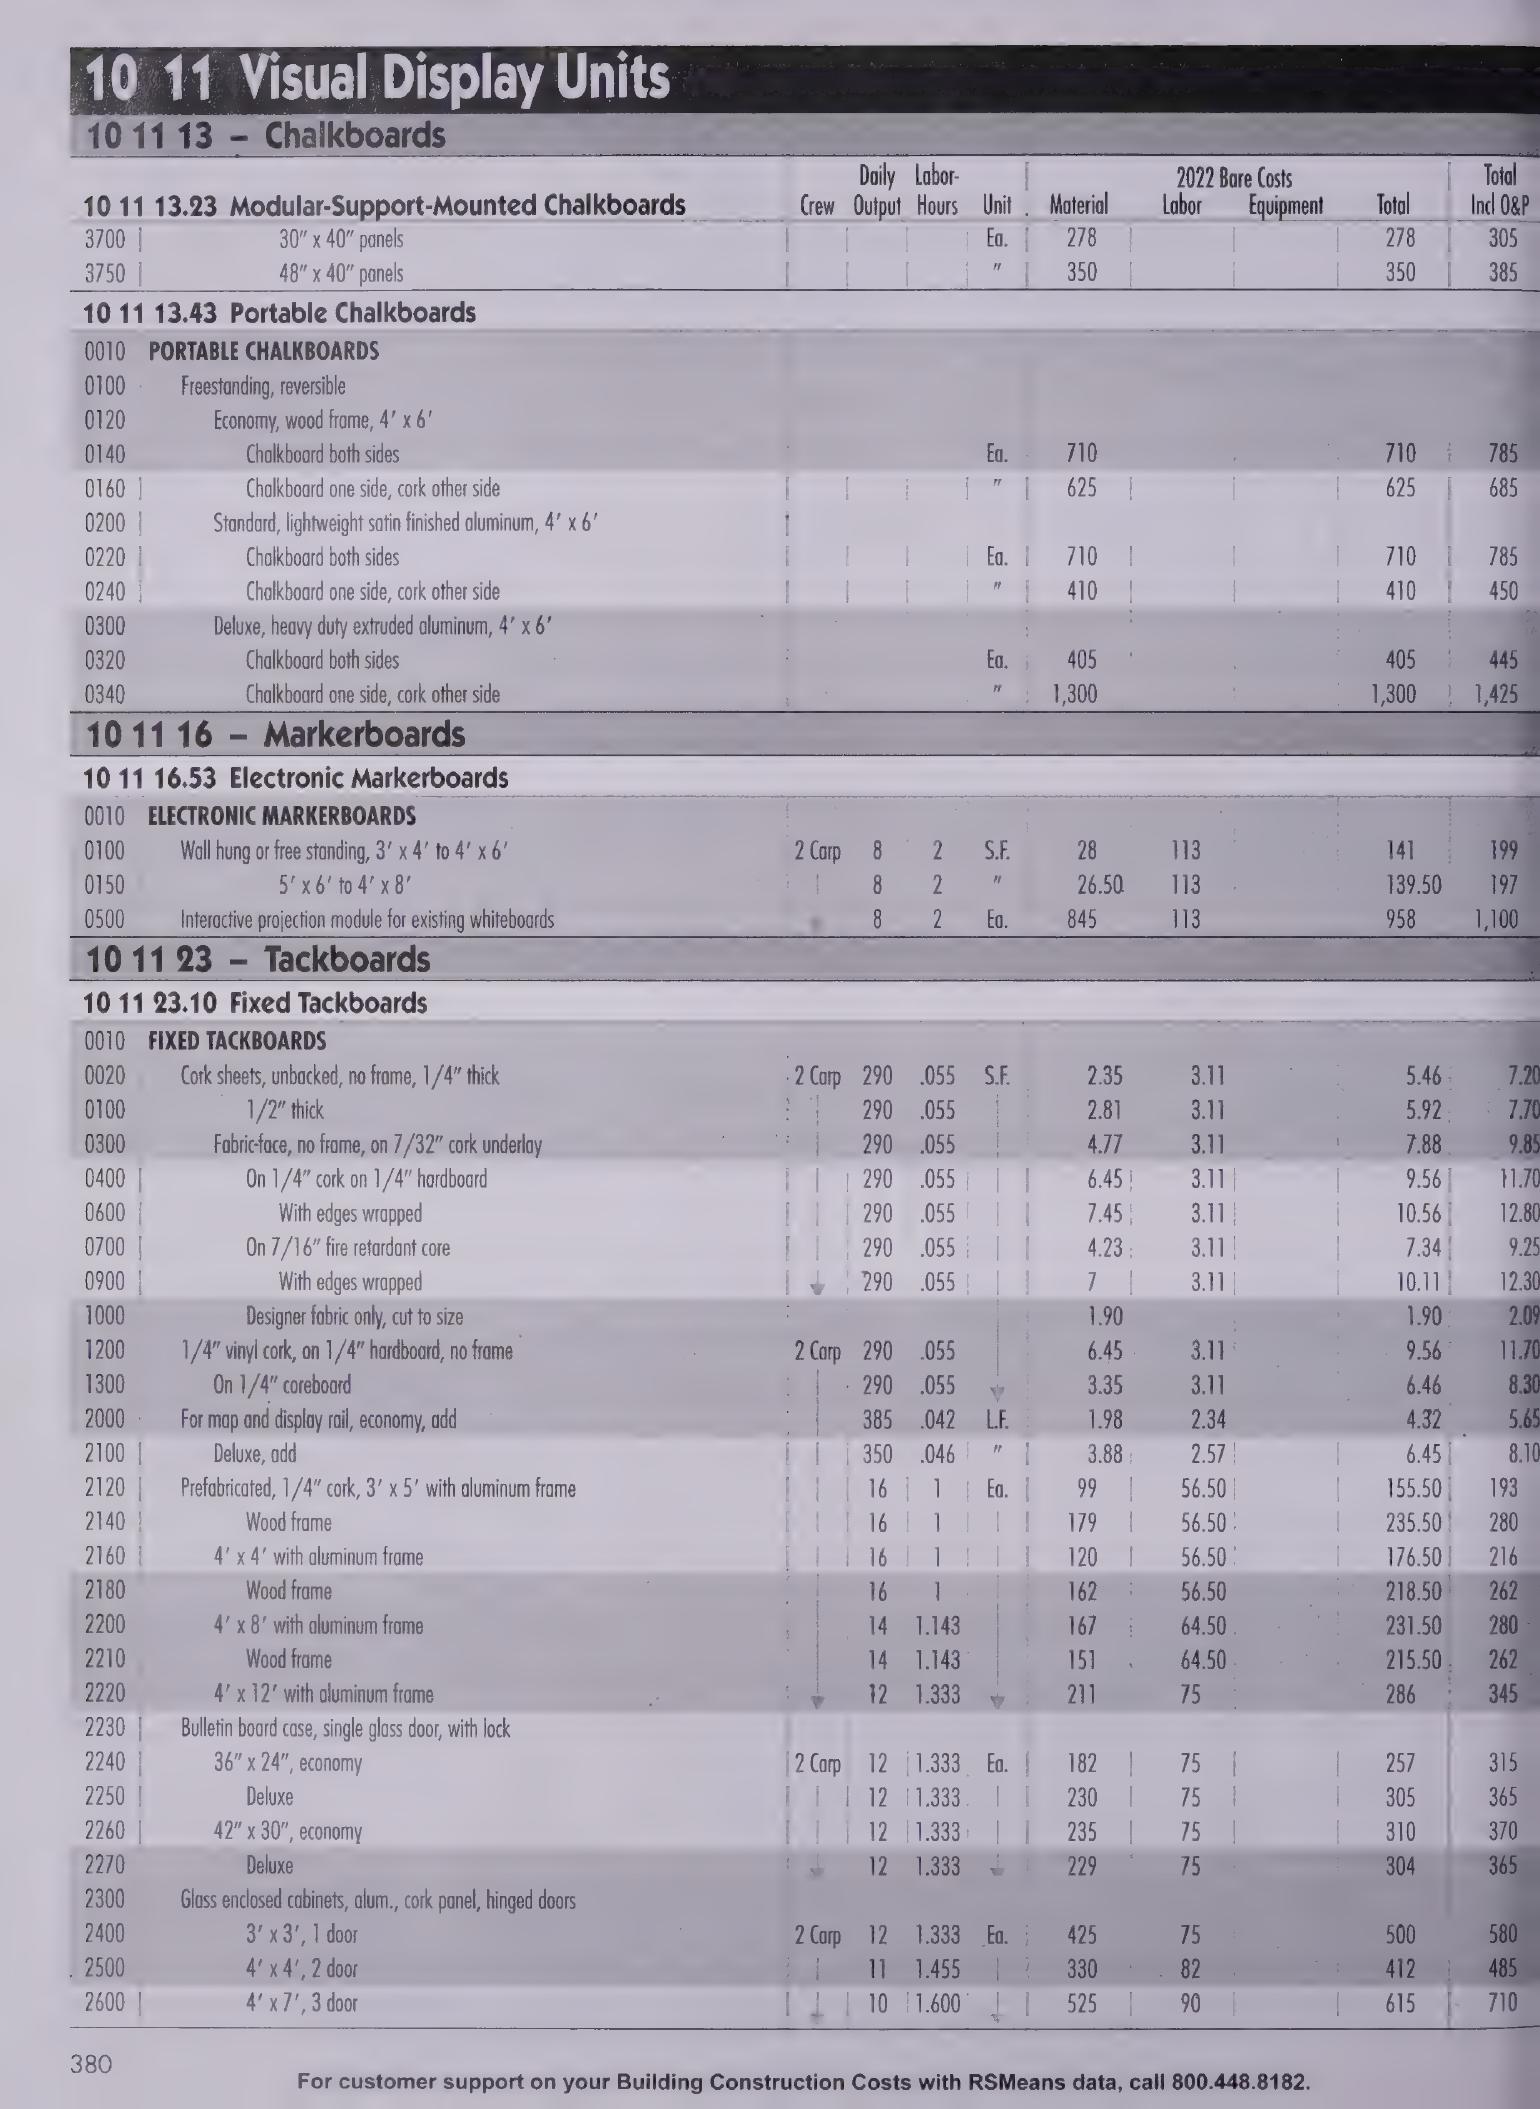 10 11 Visual Display Units
10 11 13 – Chalkboards
Daily Labor- 2022 Bare Costs Total
10 11 13.23 Modular-Support-Mounted Chalkboards Crew Output Hours Unit Material Labor Equipment Total Incl O&P
3700 30" x 40" panels Ea. 278 278 305
3750 48" x 40" panels " 350 350 385
10 11 13.43 Portable Chalkboards
0010 PORTABLE CHALKBOARDS
0100 Freestanding, reversible
0120 Economy, wood frame, 4' x 6'
0140 Chalkboard both sides Ea. 710 710 785
0160 Chalkboard one side, cork other side " 625 625 685
0200 Standard, lightweight satin finished aluminum, 4' x 6'
0220 Chalkboard both sides Ea. 710 710 785
0240 Chalkboard one side, cork other side " 410 410 450
0300 Deluxe, heavy duty extruded aluminum, 4' x 6'
0320 Chalkboard both sides Ea. 405 405 445
0340 Chalkboard one side, cork other side " 1,300 1,300 1,425
10 11 16 – Markerboards
10 11 16.53 Electronic Markerboards
0010 ELECTRONIC MARKERBOARDS
0100 Wall hung or free standing, 3' x 4' to 4' x 6' 2 Carp 8 2 S.F. 28 113 141 199
0150 5' x 6' to 4' x 8' 8 2 " 26.50 113 139.50 197
0500 Interactive projection module for existing whiteboards 8 2 Ea. 845 113 958 1,100
10 11 23 – Tackboards
10 11 23.10 Fixed Tackboards
0010 FIXED TACKBOARDS
0020 Cork sheets, unbacked, no frame, 1/4" thick 2 Carp 290 .055 S.F. 2.35 3.11 5.46 7.20
0100 1/2" thick 290 .055 2.81 3.11 5.92 7.70
0300 Fabric-face, no frame, on 7/32" cork underlay 290 .055 4.77 3.11 7.88 9.85
0400 On 1/4" cork on 1/4" hardboard 290 .055 6.45 3.11 9.56 11.70
0600 With edges wrapped 290 .055 7.45 3.11 10.56 12.80
0700 On 7/16" fire retardant core 290 .055 4.23 3.11 7.34 9.25
0900 With edges wrapped 290 .055 7 3.11 10.11 12.30
1000 Designer fabric only, cut to size 1.90 1.90 2.09
1200 1/4" vinyl cork, on 1/4" hardboard, no frame 2 Carp 290 .055 6.45 3.11 9.56 11.70
1300 On 1/4" coreboard 290 .055 3.35 3.11 6.46 8.30
2000 For map and display rail, economy, add 385 .042 L.F. 1.98 2.34 4.32 5.65
2100 Deluxe, add 350 .046 " 3.88 2.57 6.45 8.10
2120 Prefabricated, 1/4" cork, 3' x 5' with aluminum frame 16 1 Ea. 99 56.50 155.50 193
2140 Wood frame 16 1 179 56.50 235.50 280
2160 4' x 4' with aluminum frame 16 1 120 56.50 176.50 216
2180 Wood frame 16 1 162 56.50 218.50 262
2200 4' x 8' with aluminum frame 14 1.143 167 64.50 231.50 280
2210 Wood frame 14 1.143 151 64.50 215.50 262
2220 4' x 12' with aluminum frame 12 1.333 211 75 286 345
2230 Bulletin board case, single glass door, with lock
2240 36" x 24", economy 2 Carp 12 1.333 Ea. 182 75 257 315
2250 Deluxe 12 1.333 230 75 305 365
2260 42" x 30", economy 12 1.333 235 75 310 370
2270 Deluxe 12 1.333 229 75 304 365
2300 Glass enclosed cabinets, alum., cork panel, hinged doors
2400 3' x 3', 1 door 2 Carp 12 1.333 Ea. 425 75 500 580
2500 4' x 4', 2 door 11 1.455 330 82 412 485
2600 4' x 7', 3 door 10 1.600 525 90 615 710
380
For customer support on your Building Construction Costs with RSMeans data, call 800.448.8182.